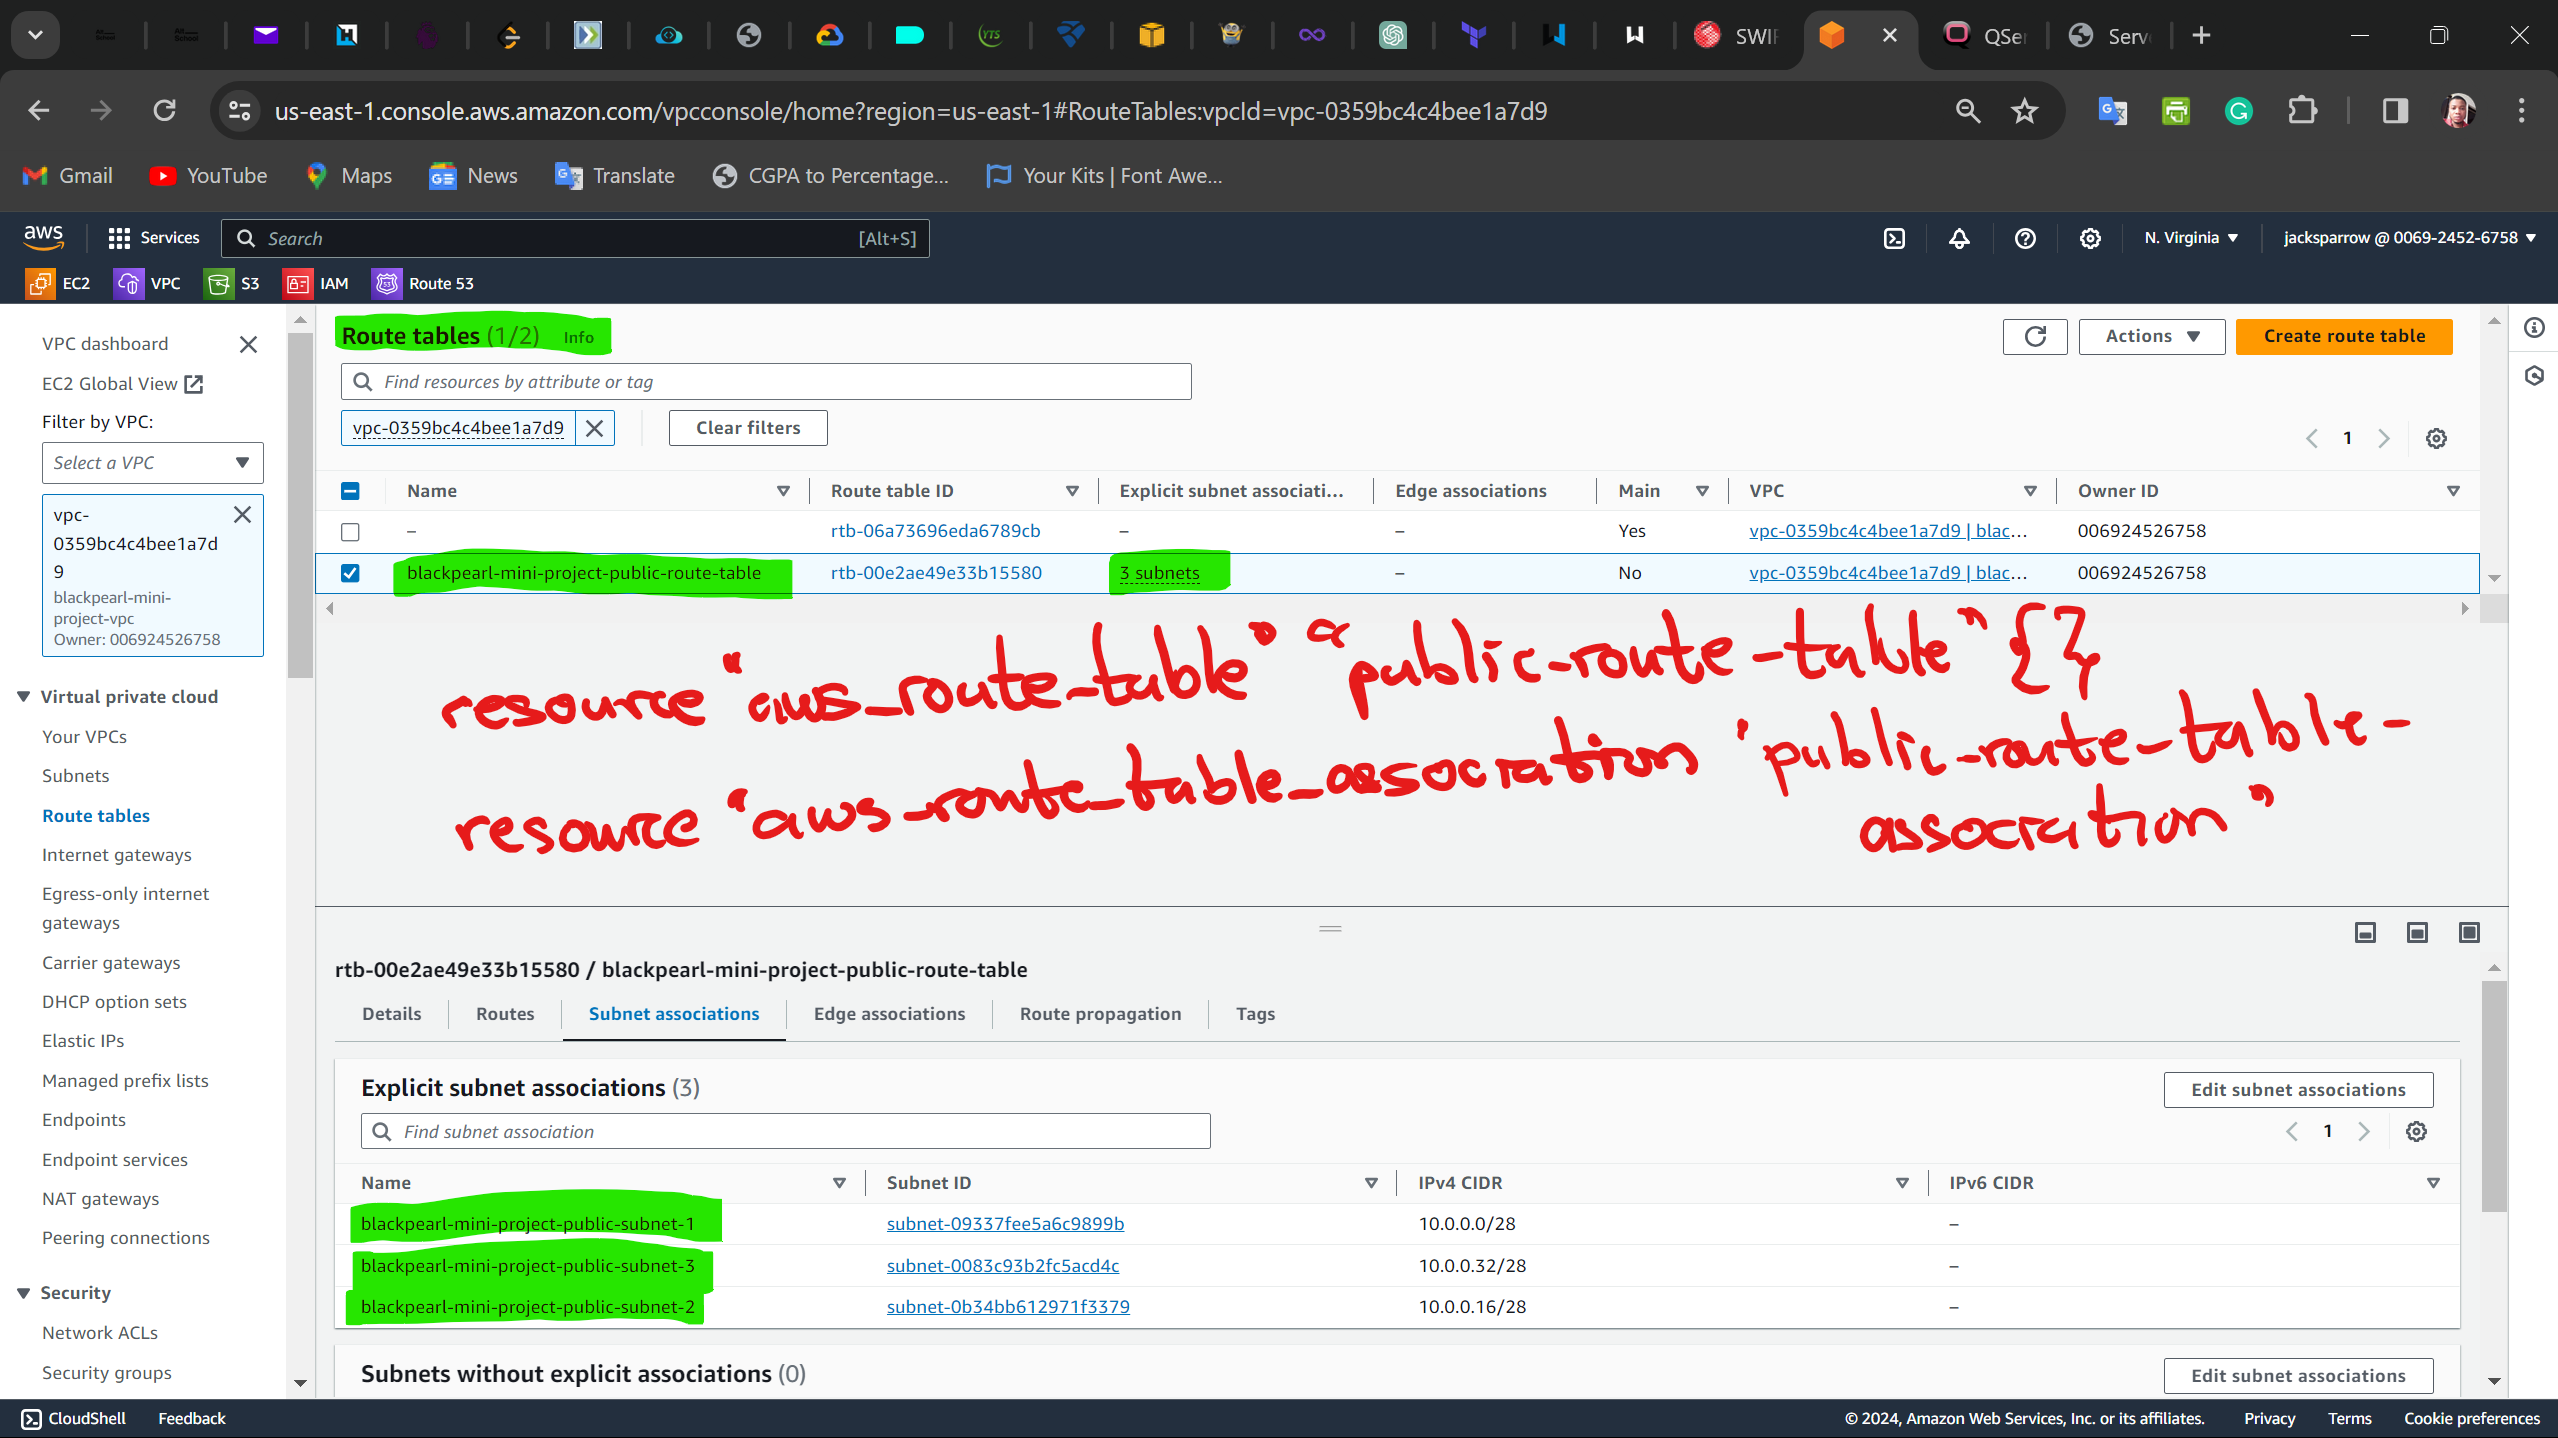 SWIF
QSer
Serve
us-east-1.console.aws.amazon.com/vpcconsole/home?region=us-east-1#RouteTables:vpcId=vpc-0359bc4c4bee1a7d9
Gmail YouTube Maps News Translate CGPA to Percentage... Your Kits | Font Awe...
aws Services Search [Alt+S] N. Virginia jacksparrow @ 0069-2452-6758
EC2 VPC S3 IAM Route 53
VPC dashboard
EC2 Global View
Filter by VPC:
Select a VPC
vpc-
0359bc4c4bee1a7d
9
blackpearl-mini-
project-vpc
Owner: 006924526758
Virtual private cloud
Your VPCs
Subnets
Route tables
Internet gateways
Egress-only internet
gateways
Carrier gateways
DHCP option sets
Elastic IPs
Managed prefix lists
Endpoints
Endpoint services
NAT gateways
Peering connections
Security
Network ACLs
Security groups
Route tables (1/2) Info
Actions Create route table
Find resources by attribute or tag
vpc-0359bc4c4bee1a7d9 Clear filters
1
Name Route table ID Explicit subnet associati... Edge associations Main VPC Owner ID
– rtb-06a73696eda6789cb – – Yes vpc-0359bc4c4bee1a7d9 | blac... 006924526758
blackpearl-mini-project-public-route-table rtb-00e2ae49e33b15580 3 subnets – No vpc-0359bc4c4bee1a7d9 | blac... 006924526758
resource "aws_route_table" "public-route-table" {}
resource "aws_route_table_association "public-route-table-
association"
rtb-00e2ae49e33b15580 / blackpearl-mini-project-public-route-table
Details Routes Subnet associations Edge associations Route propagation Tags
Explicit subnet associations (3) Edit subnet associations
Find subnet association 1
Name Subnet ID IPv4 CIDR IPv6 CIDR
blackpearl-mini-project-public-subnet-1 subnet-09337fee5a6c9899b 10.0.0.0/28 –
blackpearl-mini-project-public-subnet-3 subnet-0083c93b2fc5acd4c 10.0.0.32/28 –
blackpearl-mini-project-public-subnet-2 subnet-0b34bb612971f3379 10.0.0.16/28 –
Subnets without explicit associations (0) Edit subnet associations
CloudShell Feedback © 2024, Amazon Web Services, Inc. or its affiliates. Privacy Terms Cookie preferences